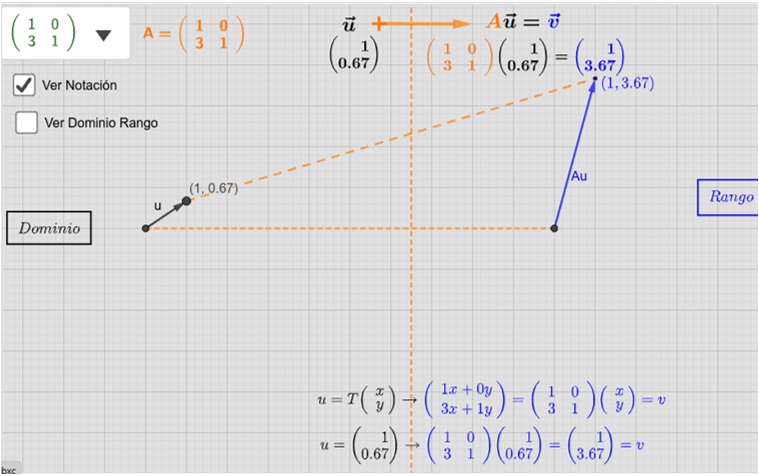 ( 1 0 3 1 ) ▼ A = ( 1 0 3 1 ) u⃗ → Au⃗ = v⃗
( 1 0.67 ) ( 1 0 3 1 ) ( 1 0.67 ) = ( 1 3.67 )
Ver Notación
(1, 3.67)
Ver Dominio Rango
Au
(1, 0.67)
u
Rango
Dominio
u = T ( x y ) → ( 1x + 0y 3x + 1y ) = ( 1 0 3 1 ) ( x y ) = v
u = ( 1 0.67 ) → ( 1 0 3 1 ) ( 1 0.67 ) = ( 1 3.67 ) = v
bxc